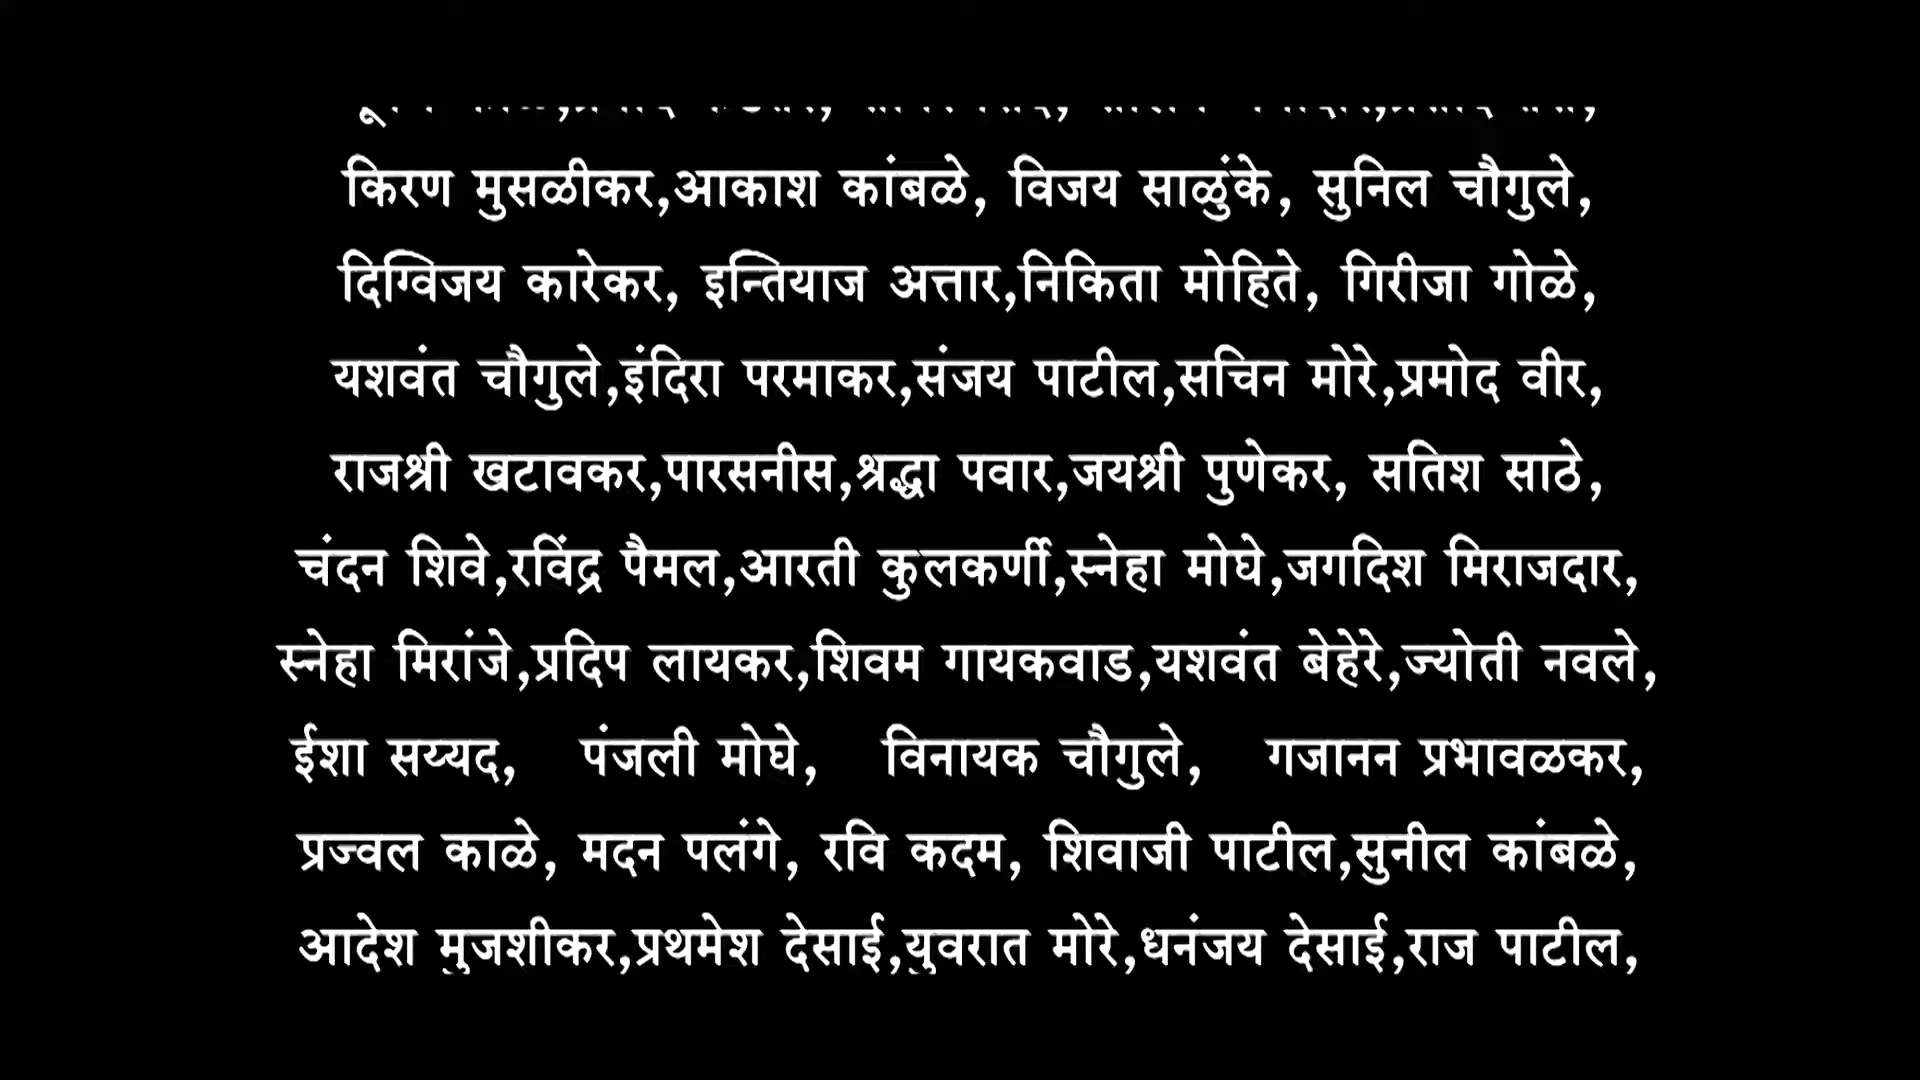 किरण मुसळीकर,आकाश कांबळे, विजय साळुंके, सुनिल चौगुले,
दिग्विजय कारेकर, इन्तियाज अत्तार,निकिता मोहिते, गिरीजा गोळे,
यशवंत चौगुले,इंदिरा परमाकर,संजय पाटील,सचिन मोरे,प्रमोद वीर,
राजश्री खटावकर,पारसनीस,श्रद्धा पवार,जयश्री पुणेकर, सतिश साठे,
चंदन शिवे,रविंद्र पैमल,आरती कुलकर्णी,स्नेहा मोघे,जगदिश मिराजदार,
स्नेहा मिरांजे,प्रदिप लायकर,शिवम गायकवाड,यशवंत बेहेरे,ज्योती नवले,
ईशा सय्यद, पंजली मोघे, विनायक चौगुले, गजानन प्रभावळकर,
प्रज्वल काळे, मदन पलंगे, रवि कदम, शिवाजी पाटील,सुनील कांबळे,
आदेश मुजशीकर,प्रथमेश देसाई,युवरात मोरे,धनंजय देसाई,राज पाटील,